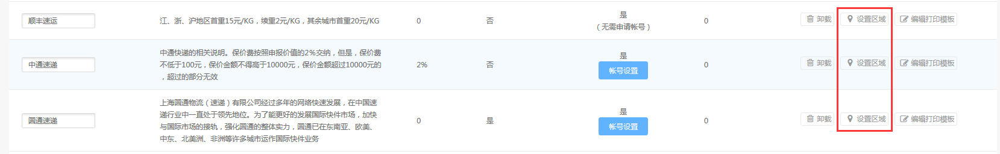 顺丰速运
江、浙、沪地区首重15元/KG，续重2元/KG，其余城市首重20元/KG
0
否
是
（无需申请帐号）
0
卸载
设置区域
编辑打印模板
中通速递
中通快递的相关说明。保价费按照申报价值的2％交纳，但是，保价费
不低于100元，保价金额不得高于10000元，保价金额超过10000元的
，超过的部分无效
2%
否
是
帐号设置
0
卸载
设置区域
编辑打印模板
圆通速递
上海圆通物流（速递）有限公司经过多年的网络快速发展，在中国速
递行业中一直处于领先地位。为了能更好的发展国际快件市场，加快
与国际市场的接轨，强化圆通的整体实力，圆通已在东南亚、欧美、
中东、北美洲、非洲等许多城市运作国际快件业务
0
是
是
帐号设置
0
卸载
设置区域
编辑打印模板